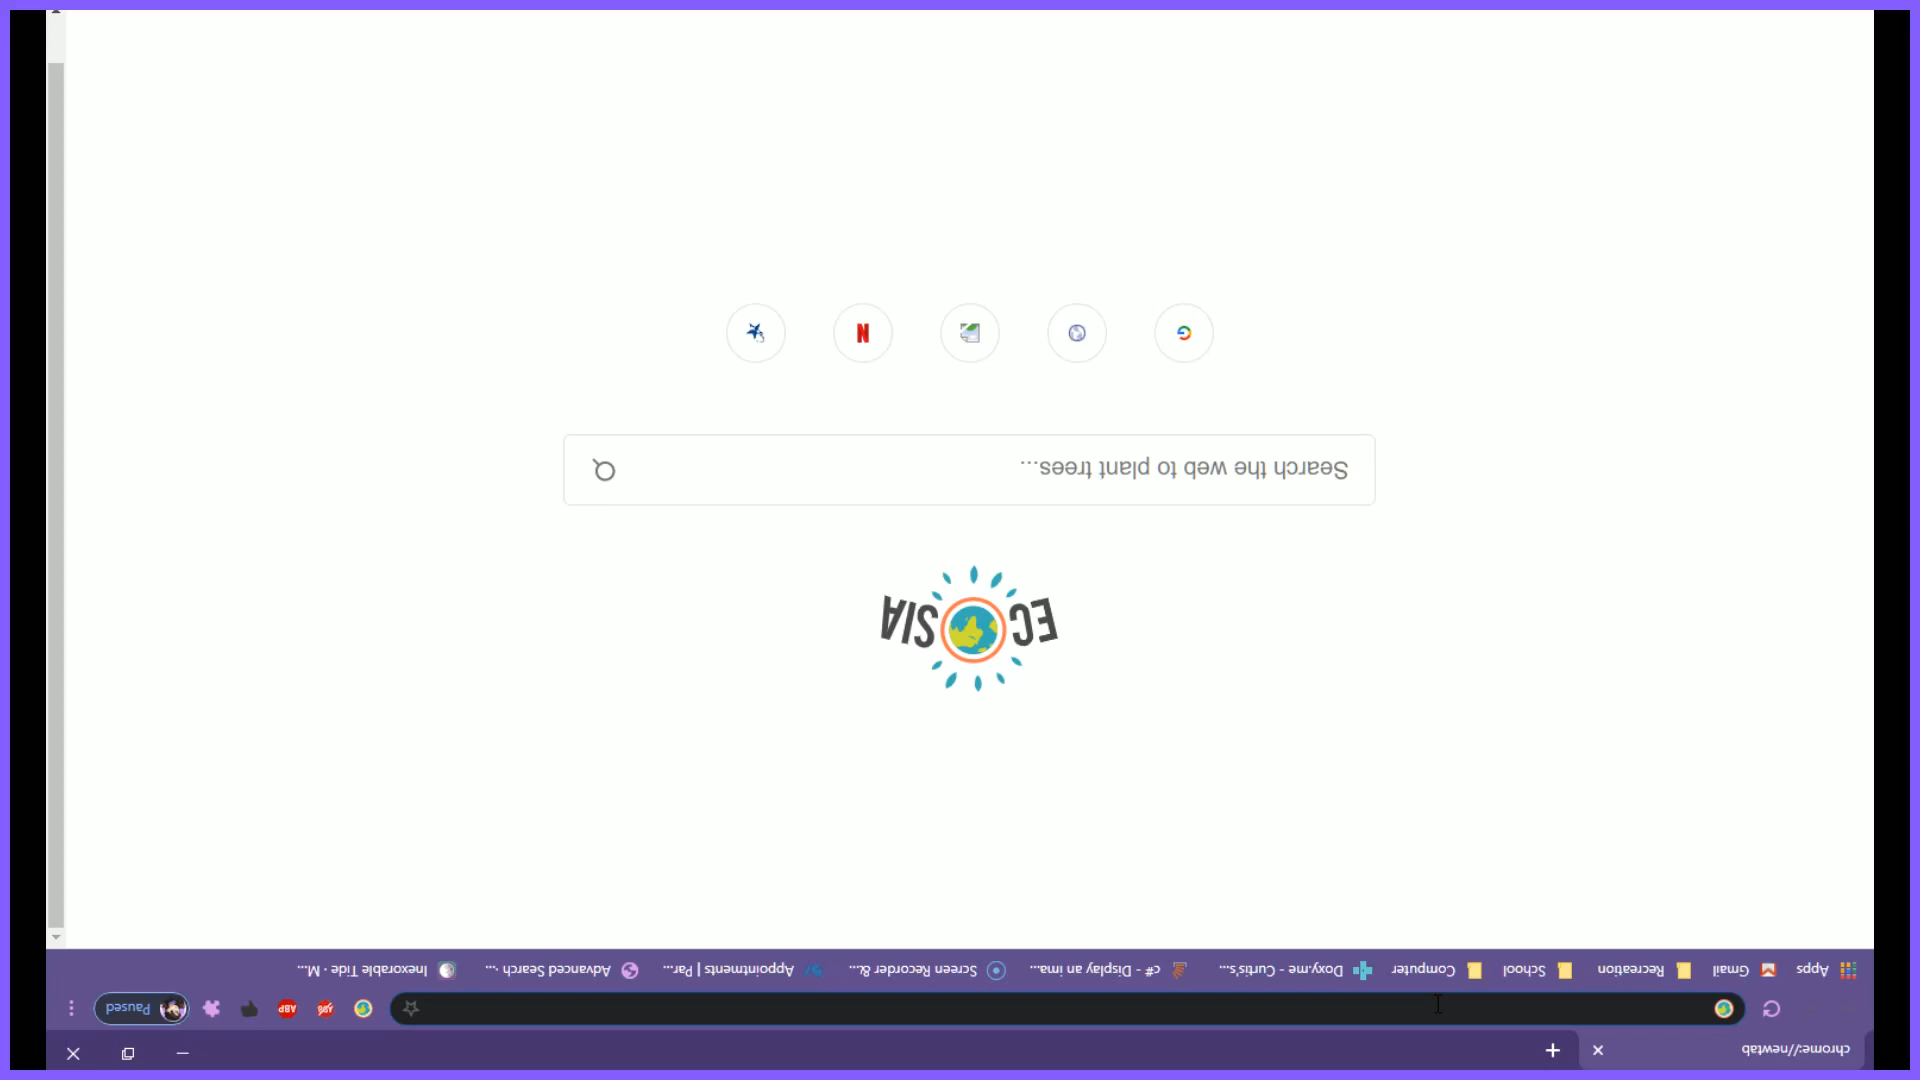 chrome://newtab
Paused
Apps Gmail Recreation School Computer Doxy.me - Curtis's... c# - Display an ima... Screen Recorder &... Appointments | Par... Advanced Search -... Inexorable Tide · M...
ECOSIA
Search the web to plant trees...